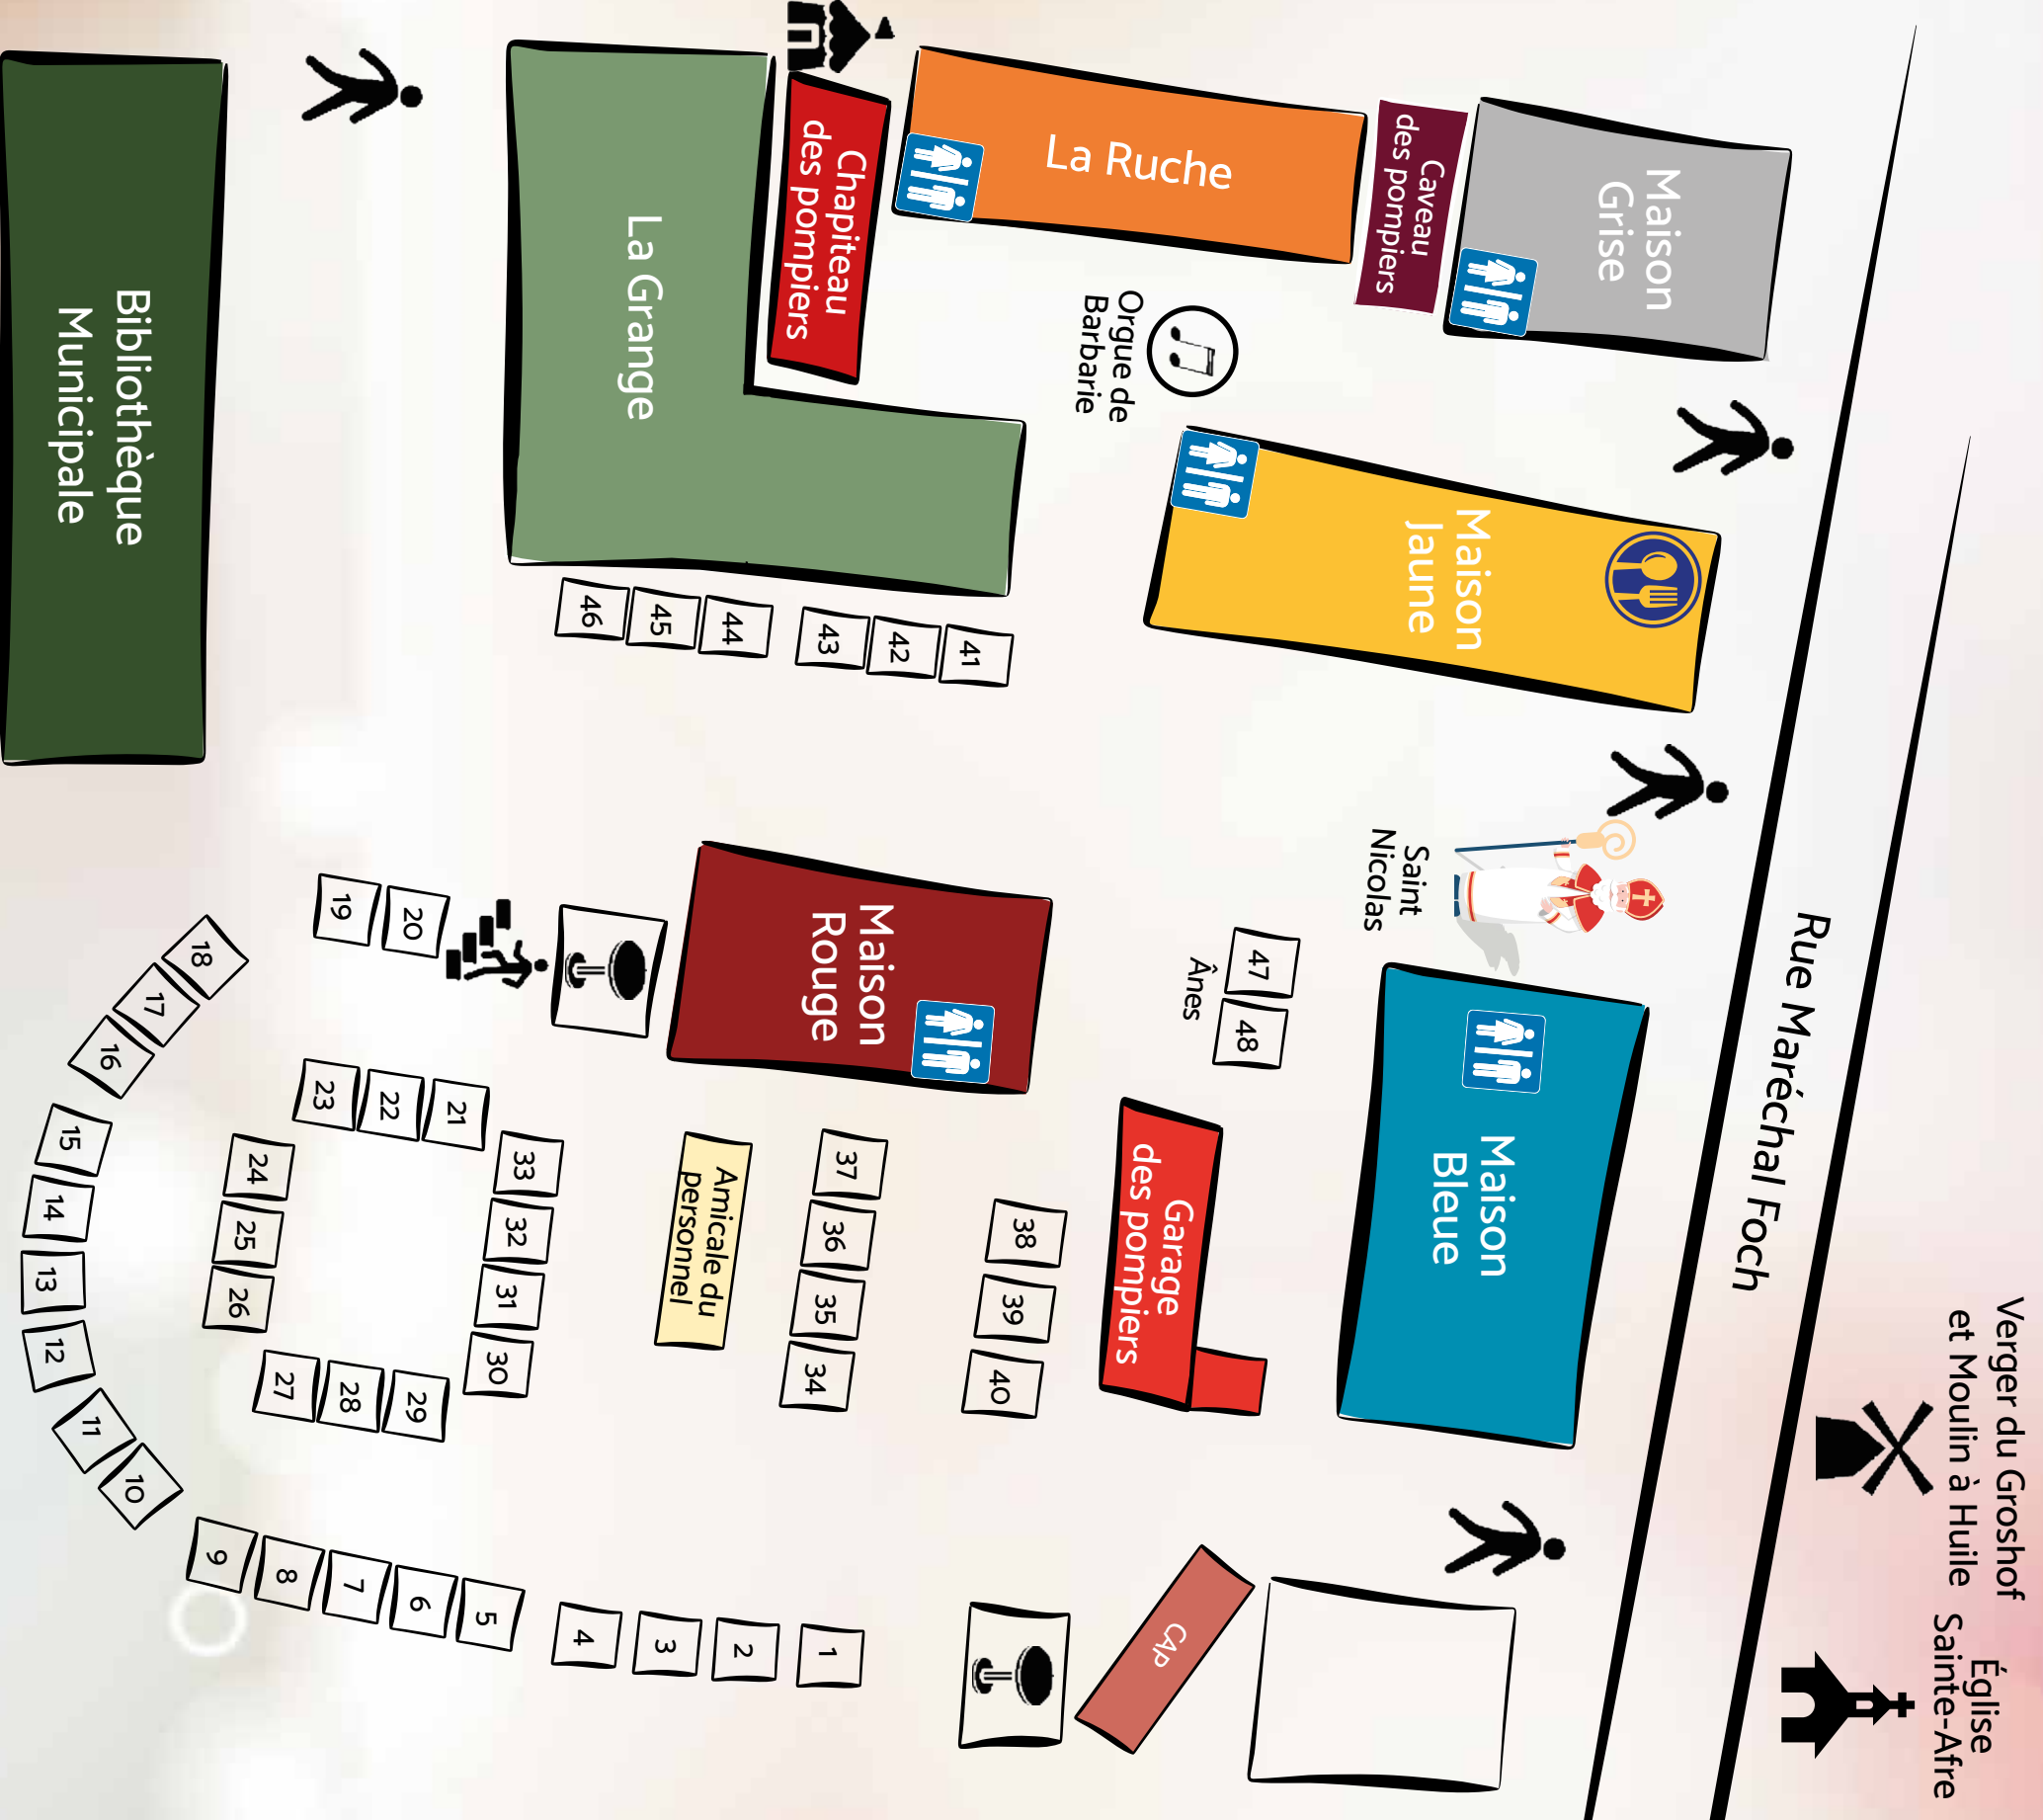 Verger du Groshof
et Moulin à Huile
Église
Sainte-Afre
Rue Maréchal Foch
Maison
Grise
Caveau
des pompiers
La Ruche
Chapiteau
des pompiers
La Grange
Bibliothèque
Municipale
Orgue de
Barbarie
Maison
Jaune
Saint
Nicolas
Maison
Bleue
47
48
Ânes
Garage
des pompiers
Maison
Rouge
Amicale du
personnel
CAP
41
42
43
44
45
46
37
36
35
34
38
39
40
33
32
31
30
21
22
23
24
25
26
27
28
29
20
19
18
17
16
15
14
13
12
11
10
9
8
7
6
5
4
3
2
1